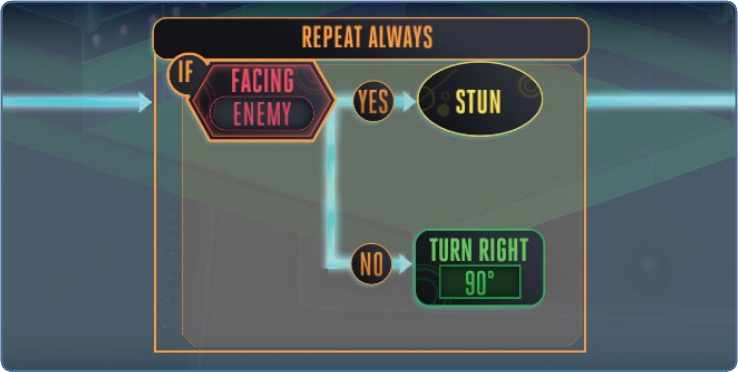 REPEAT ALWAYS
IF
FACING
ENEMY
YES
STUN
NO
TURN RIGHT
90°